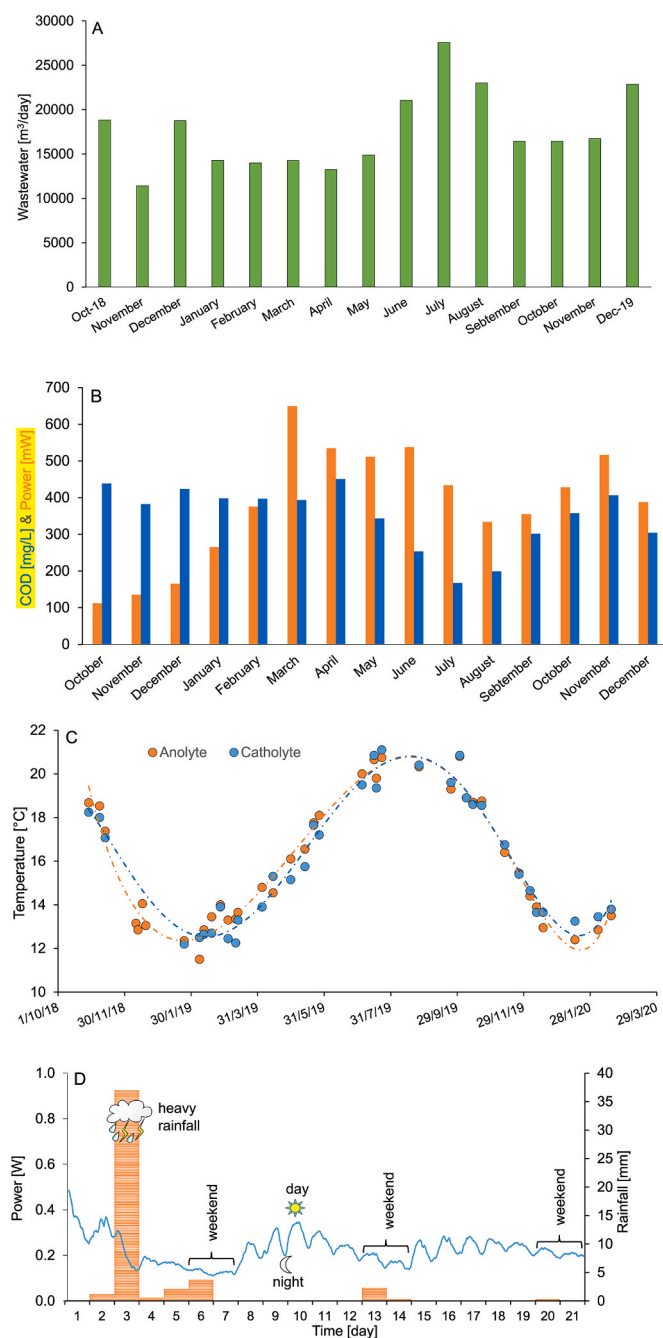 A
30000
25000
20000
15000
10000
5000
0
Wastewater [m³/day]
Oct-18
November
December
January
February
March
April
May
June
July
August
Sebtember
October
November
Dec-19
B
700
600
500
400
300
200
100
0
COD [mg/L] & Power [mW]
October
November
December
January
February
March
April
May
June
July
August
Sebtember
October
November
December
C
Anolyte
Catholyte
22
20
18
16
14
12
10
Temperature [°C]
1/10/18
30/11/18
30/1/19
31/3/19
31/5/19
31/7/19
29/9/19
29/11/19
28/1/20
29/3/20
D
1.0
0.8
0.6
0.4
0.2
0.0
Power [W]
heavy
rainfall
weekend
day
night
weekend
weekend
40
35
30
25
20
15
10
5
0
Rainfall [mm]
1 2 3 4 5 6 7 8 9 10 11 12 13 14 15 16 17 18 19 20 21
Time [day]